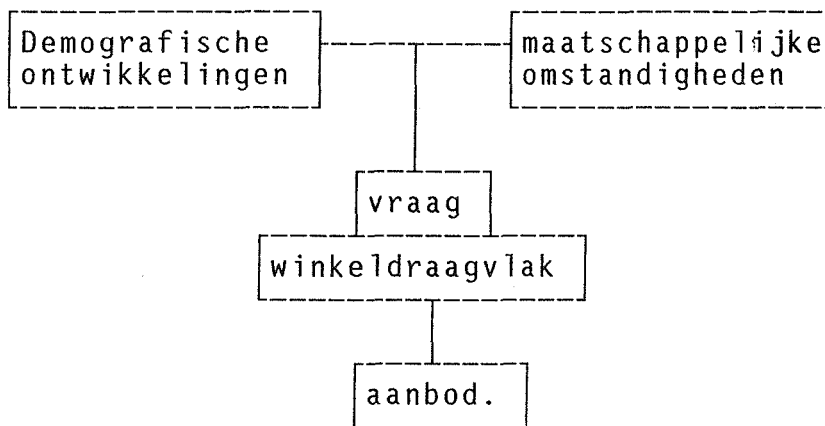 Demografische
ontwikkelingen
maatschappelijke
omstandigheden
vraag
winkeldraagvlak
aanbod.